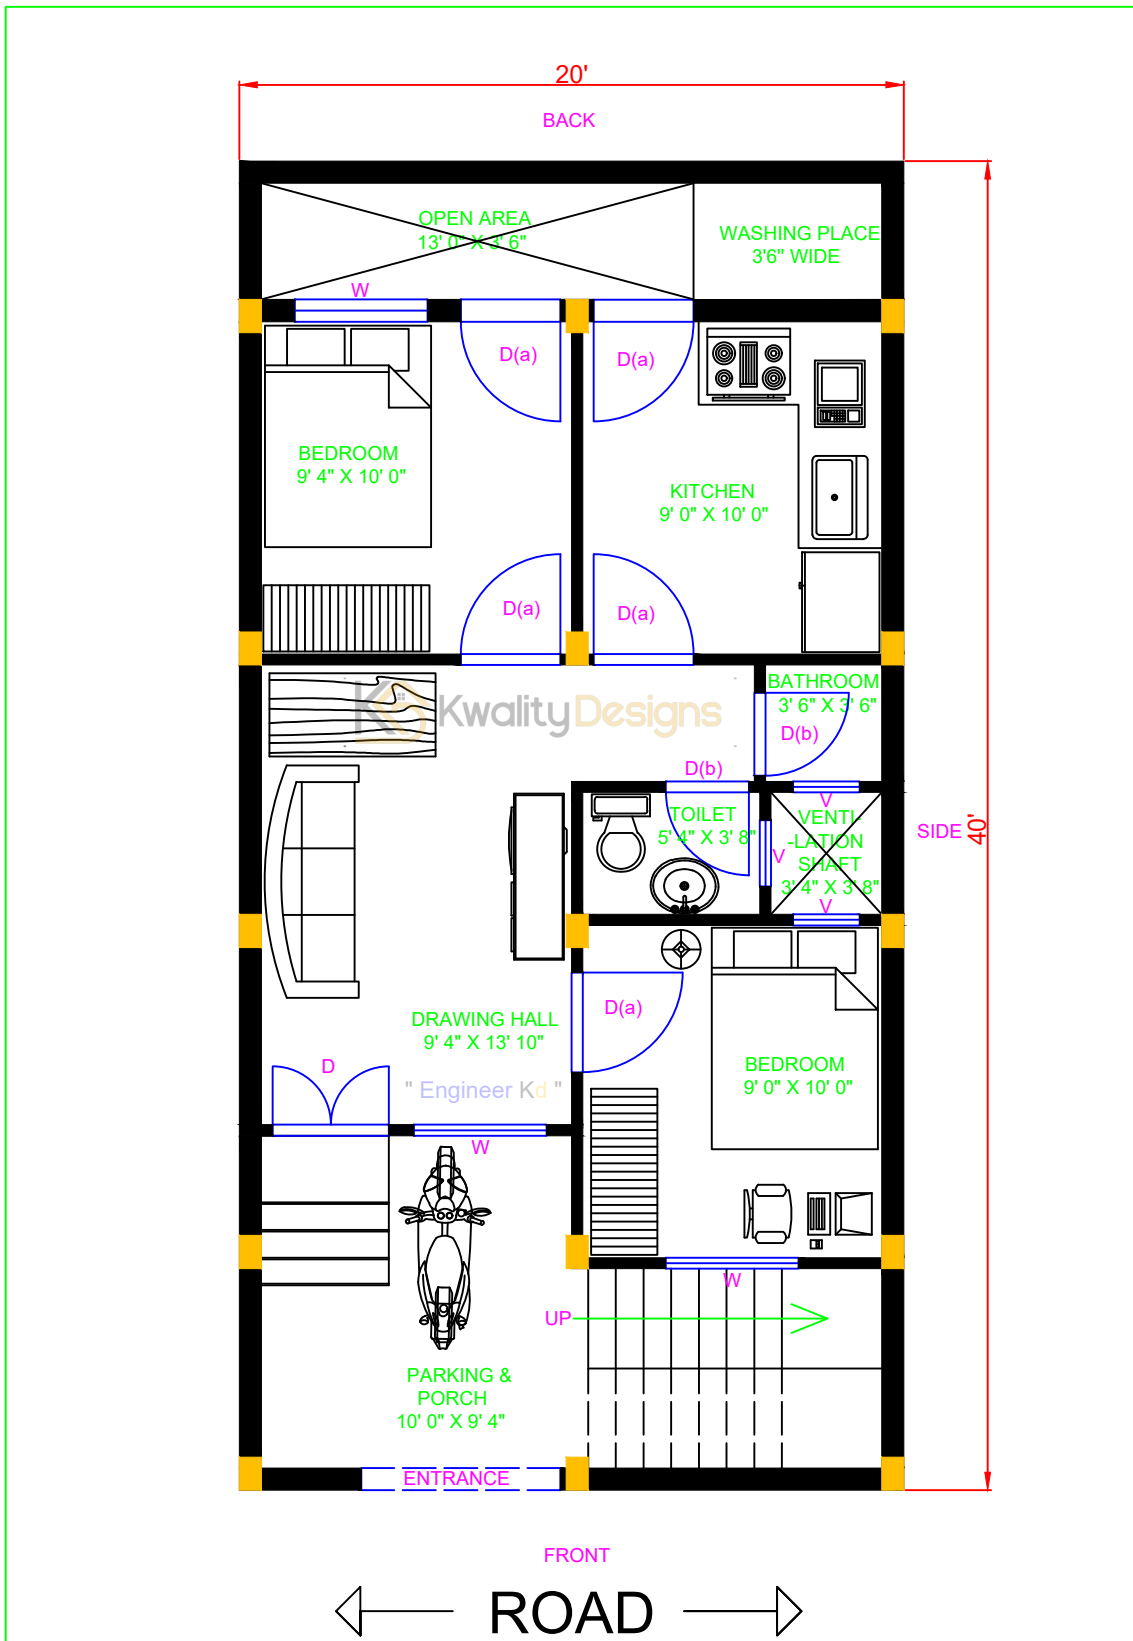 20'
BACK
OPEN AREA
13' 0" X 3' 6"
WASHING PLACE
3'6" WIDE
W
D(a)
D(a)
BEDROOM
9' 4" X 10' 0"
KITCHEN
9' 0" X 10' 0"
D(a)
D(a)
BATHROOM
3' 6" X 3' 6"
Kwality Designs
D(b)
D(b)
V
TOILET
5' 4" X 3' 8"
VENTI-
-LATION
SHAFT
3' 4" X 3' 8"
V
V
SIDE
40'
D(a)
DRAWING HALL
9' 4" X 13' 10"
BEDROOM
9' 0" X 10' 0"
D
" Engineer Kd "
W
W
UP
PARKING &
PORCH
10' 0" X 9' 4"
ENTRANCE
FRONT
ROAD